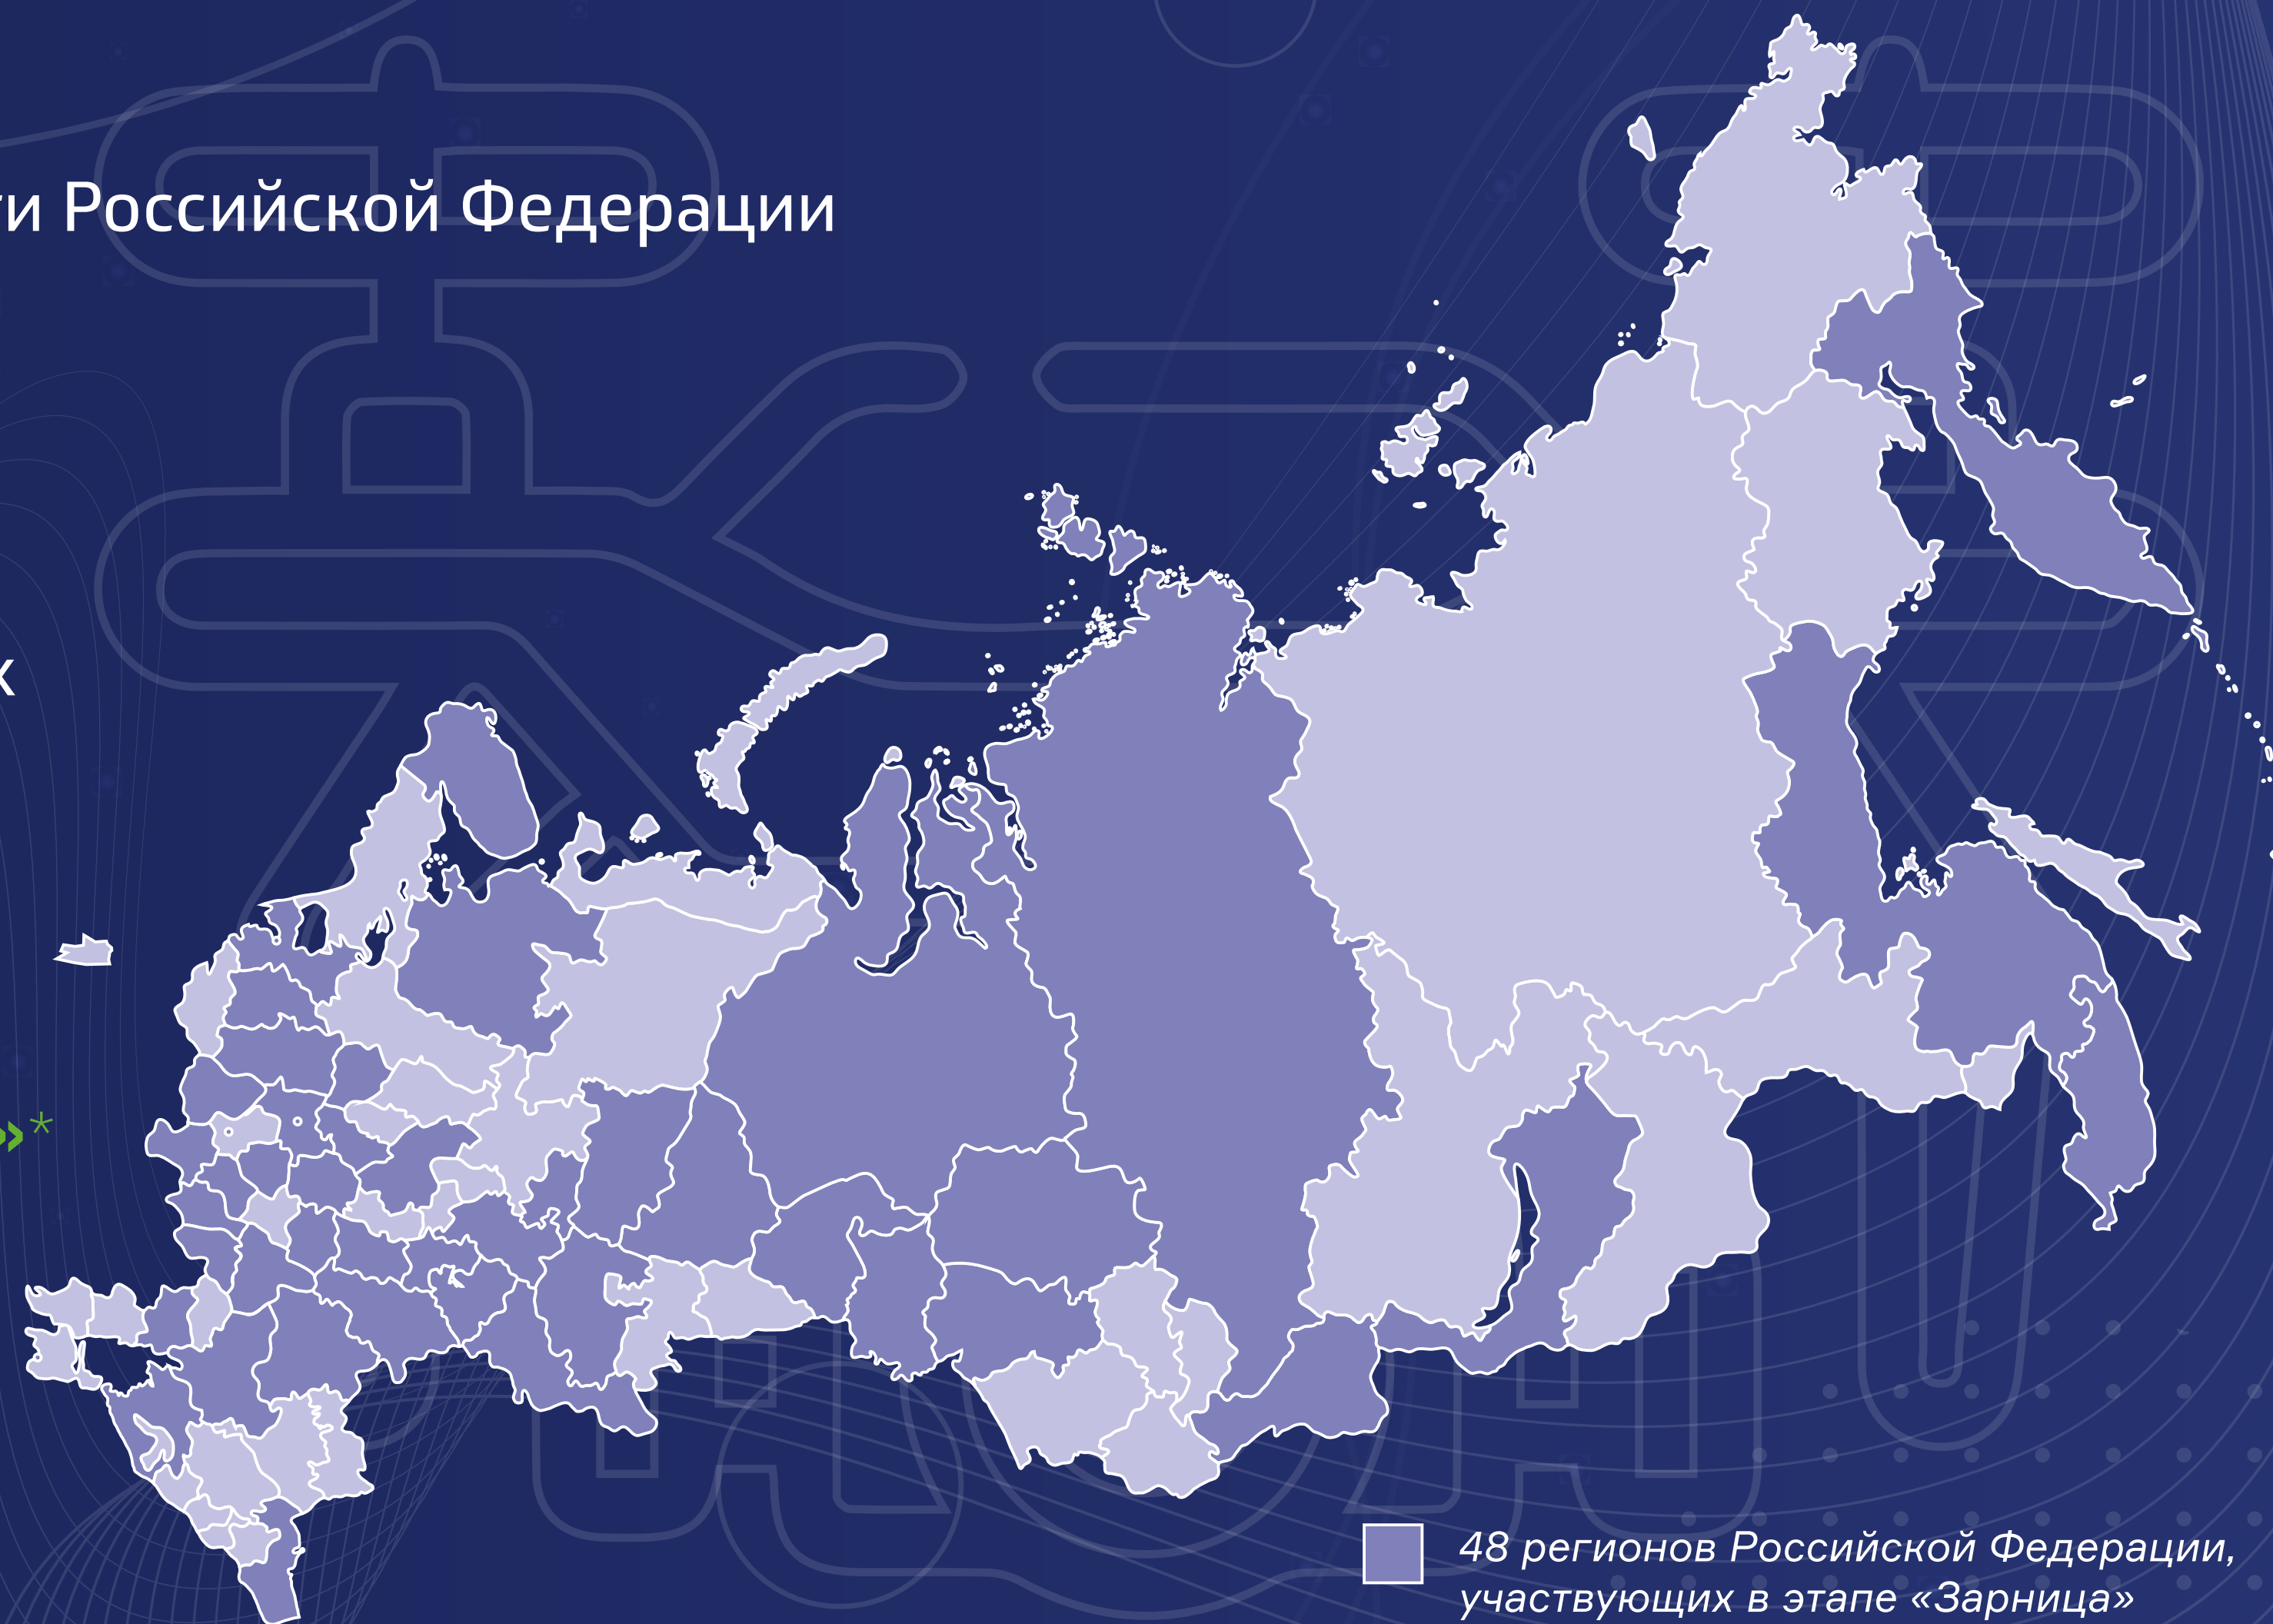 ти Российской Федерации
х
»*
48 регионов Российской Федерации,
участвующих в этапе «Зарница»